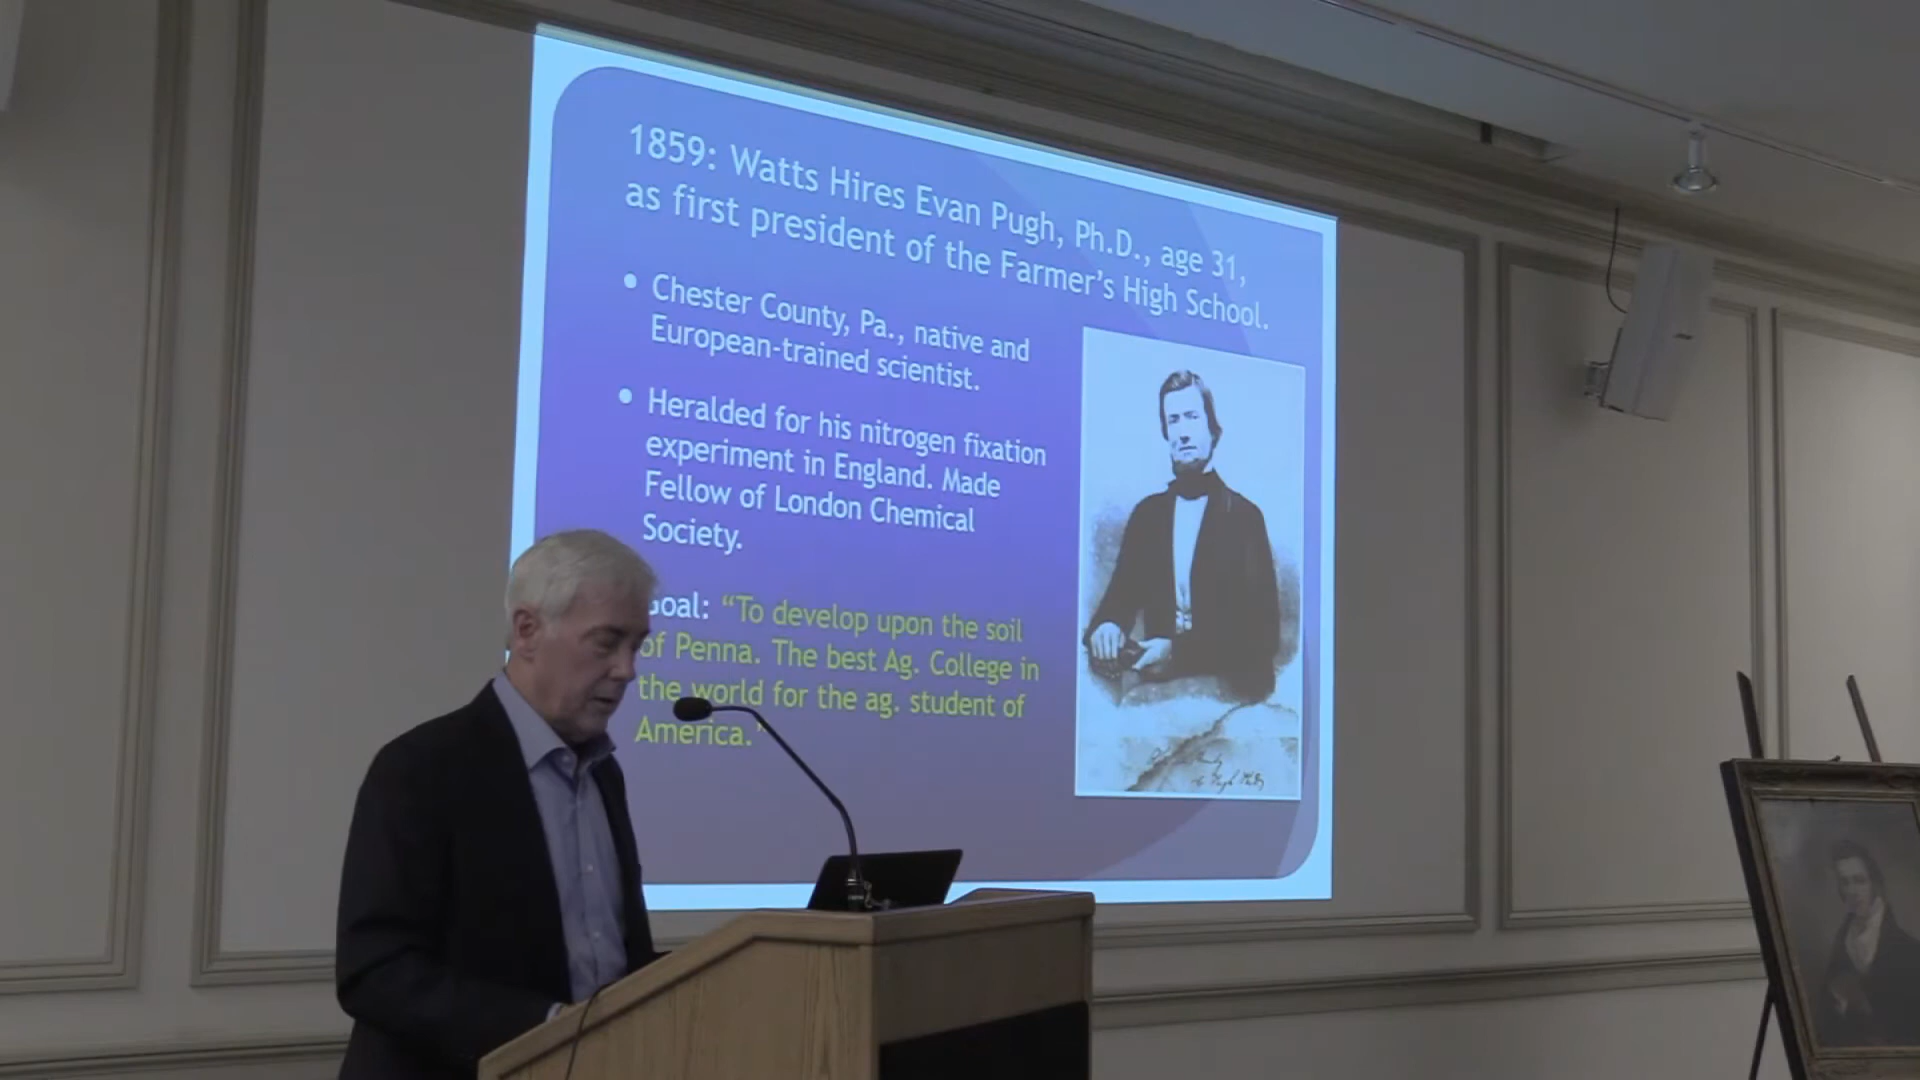 1859: Watts Hires Evan Pugh, Ph.D., age 31,
as first president of the Farmer's High School.
• Chester County, Pa., native and
European-trained scientist.
• Heralded for his nitrogen fixation
experiment in England. Made
Fellow of London Chemical
Society.
Goal: “To develop upon the soil
of Penna. The best Ag. College in
the world for the ag. student of
America.”